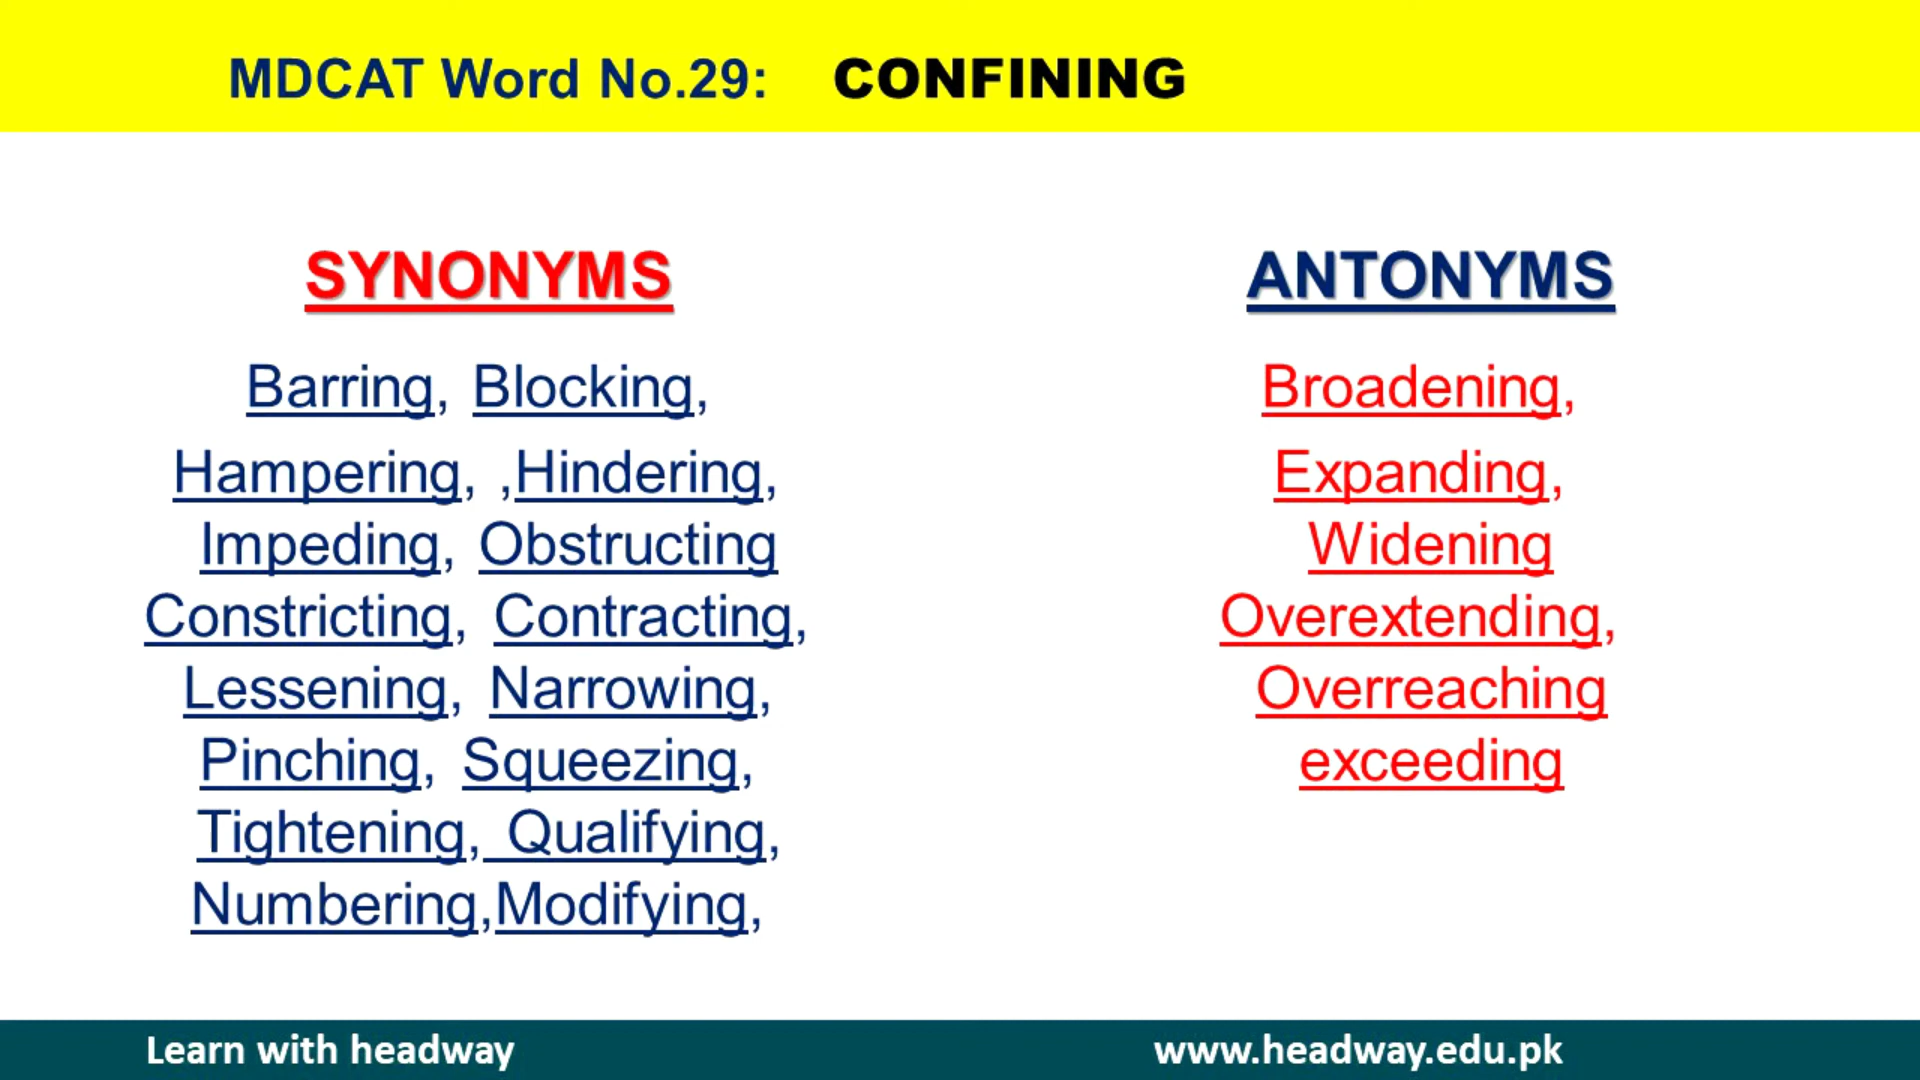 MDCAT Word No.29: CONFINING
SYNONYMS
Barring, Blocking,
Hampering, ,Hindering,
Impeding, Obstructing
Constricting, Contracting,
Lessening, Narrowing,
Pinching, Squeezing,
Tightening, Qualifying,
Numbering,Modifying,
ANTONYMS
Broadening,
Expanding,
Widening
Overextending,
Overreaching
exceeding
Learn with headway
www.headway.edu.pk